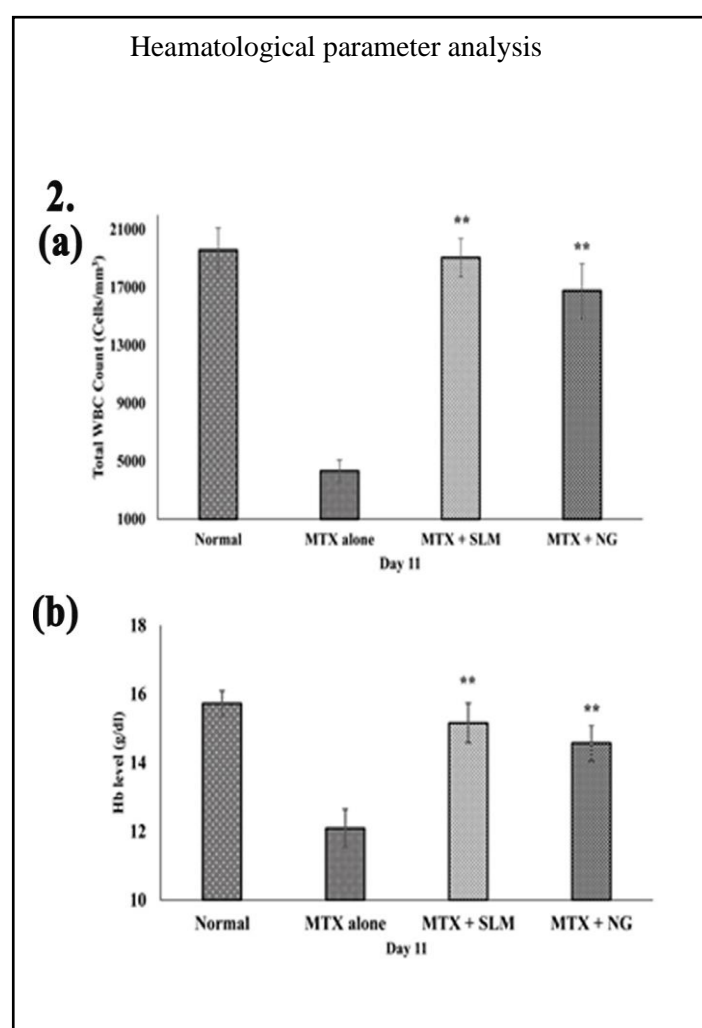 Heamatological parameter analysis
2.
(a)
Total WBC Count (Cells/mm³)
21000
17000
13000
9000
5000
1000
**
**
Normal
MTX alone
MTX + SLM
MTX + NG
Day 11
(b)
Hb level (g/dl)
18
16
14
12
10
**
**
Normal
MTX alone
MTX + SLM
MTX + NG
Day 11